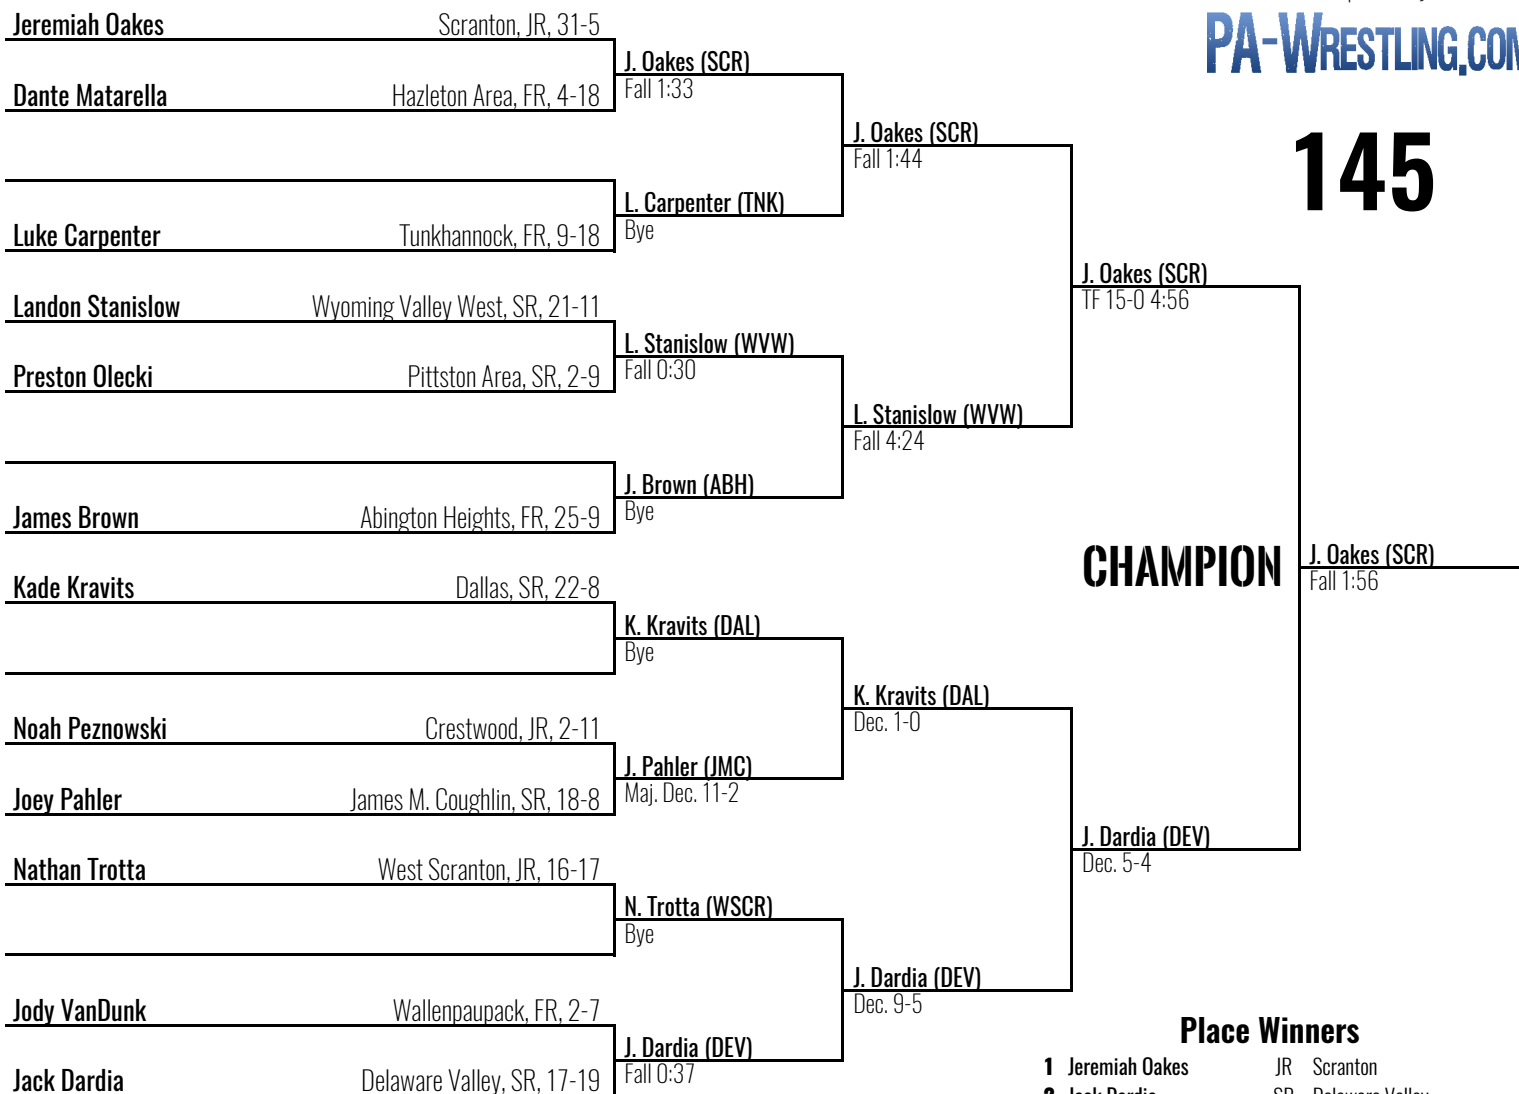 Jeremiah Oakes Scranton, JR, 31-5
J. Oakes (SCR)
Fall 1:33
Dante Matarella Hazleton Area, FR, 4-18
J. Oakes (SCR)
Fall 1:44
L. Carpenter (TNK)
Bye
Luke Carpenter Tunkhannock, FR, 9-18
J. Oakes (SCR)
TF 15-0 4:56
Landon Stanislow Wyoming Valley West, SR, 21-11
L. Stanislow (WVW)
Fall 0:30
Preston Olecki Pittston Area, SR, 2-9
L. Stanislow (WVW)
Fall 4:24
J. Brown (ABH)
Bye
James Brown Abington Heights, FR, 25-9
CHAMPION
J. Oakes (SCR)
Fall 1:56
Kade Kravits Dallas, SR, 22-8
K. Kravits (DAL)
Bye
K. Kravits (DAL)
Dec. 1-0
Noah Peznowski Crestwood, JR, 2-11
J. Pahler (JMC)
Maj. Dec. 11-2
Joey Pahler James M. Coughlin, SR, 18-8
J. Dardia (DEV)
Dec. 5-4
Nathan Trotta West Scranton, JR, 16-17
N. Trotta (WSCR)
Bye
J. Dardia (DEV)
Dec. 9-5
Jody VanDunk Wallenpaupack, FR, 2-7
J. Dardia (DEV)
Fall 0:37
Jack Dardia Delaware Valley, SR, 17-19
PA-WRESTLING.COM
145
Place Winners
1 Jeremiah Oakes JR Scranton
2 Jack Dardia SR Delaware Valley